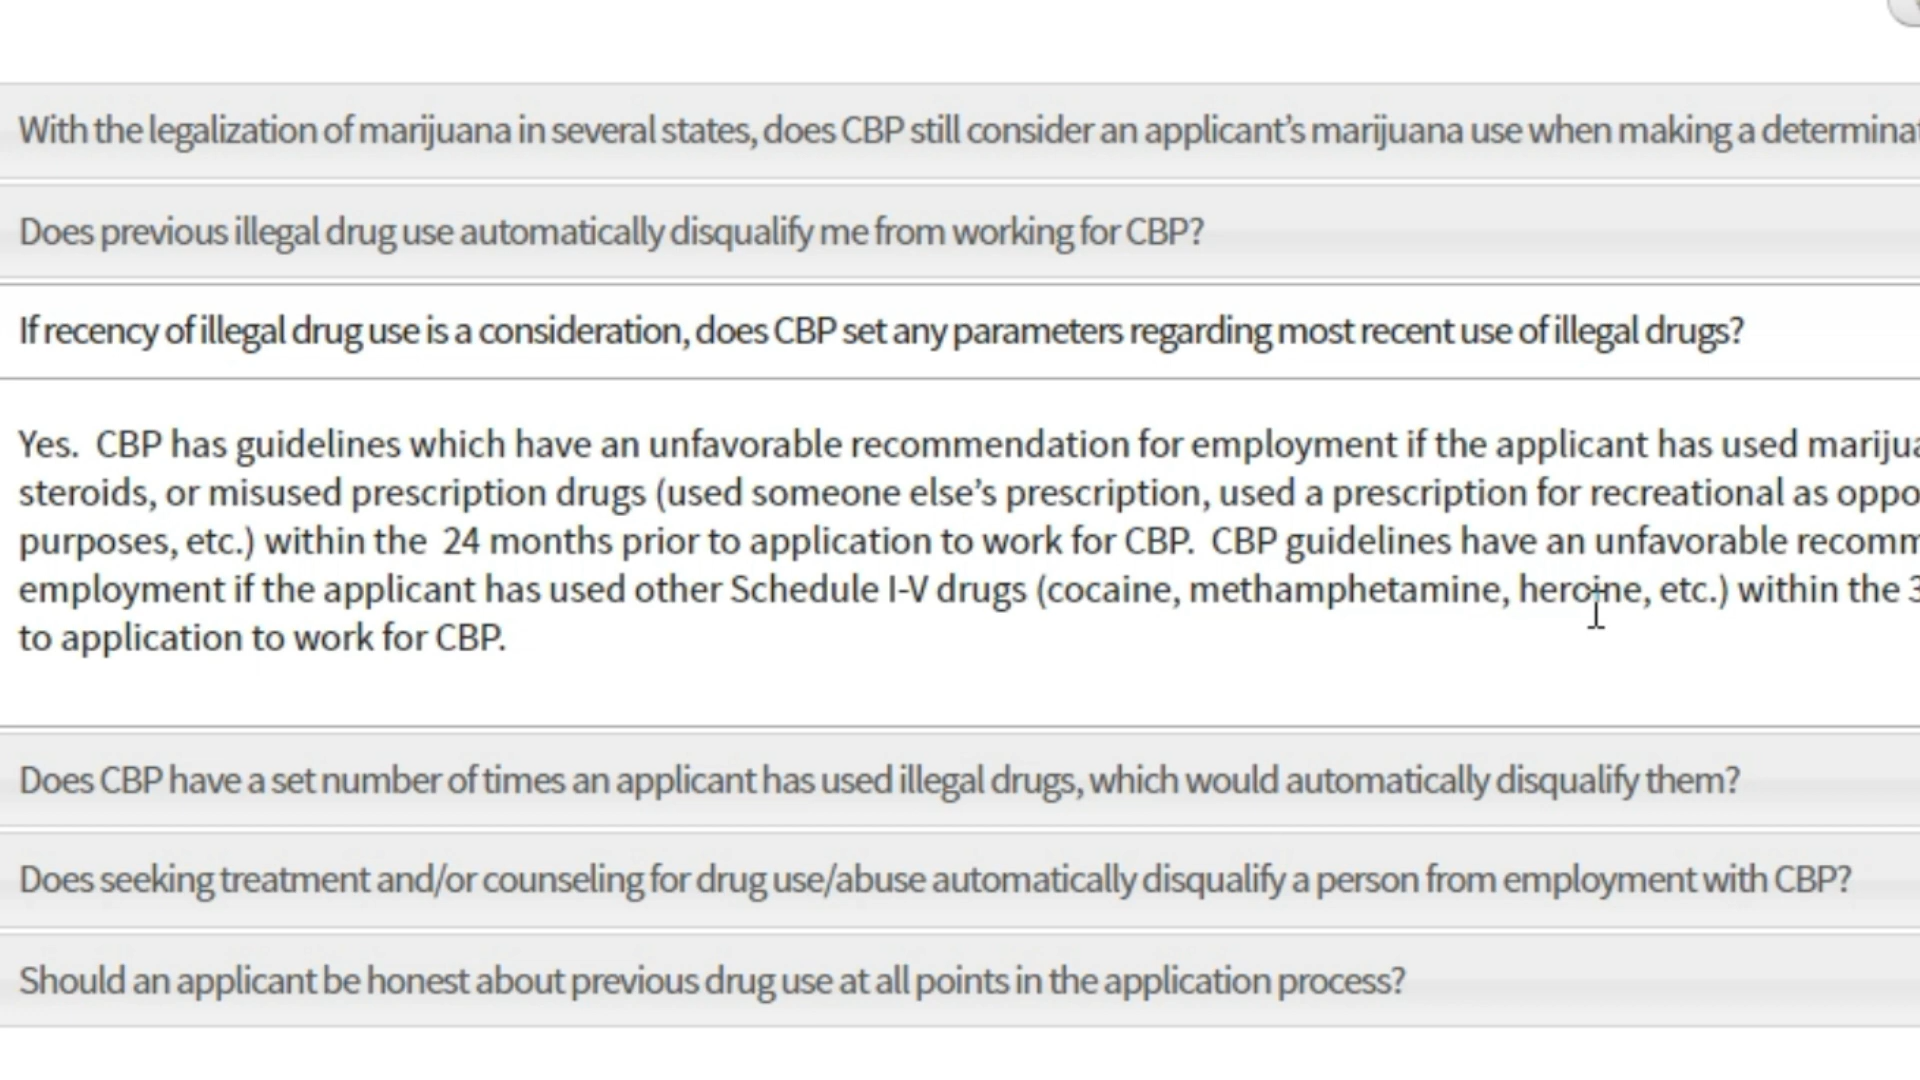 With the legalization of marijuana in several states, does CBP still consider an applicant’s marijuana use when making a
Does previous illegal drug use automatically disqualify me from working for CBP?
If recency of illegal drug use is a consideration, does CBP set any parameters regarding most recent use of illegal drugs?
Yes. CBP has guidelines which have an unfavorable recommendation for employment if the applicant has used
steroids, or misused prescription drugs (used someone else’s prescription, used a prescription for recreational as
purposes, etc.) within the 24 months prior to application to work for CBP. CBP guidelines have an unfavorable
employment if the applicant has used other Schedule I-V drugs (cocaine, methamphetamine, heroine, etc.) within the
to application to work for CBP.
Does CBP have a set number of times an applicant has used illegal drugs, which would automatically disqualify them?
Does seeking treatment and/or counseling for drug use/abuse automatically disqualify a person from employment with CBP?
Should an applicant be honest about previous drug use at all points in the application process?